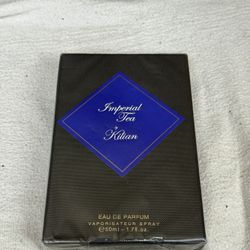 Imperial
Tea
Kilian
EAU DE PARFUM
VAPORISATEUR SPRAY
℮50ml - 1.7fl.oz.